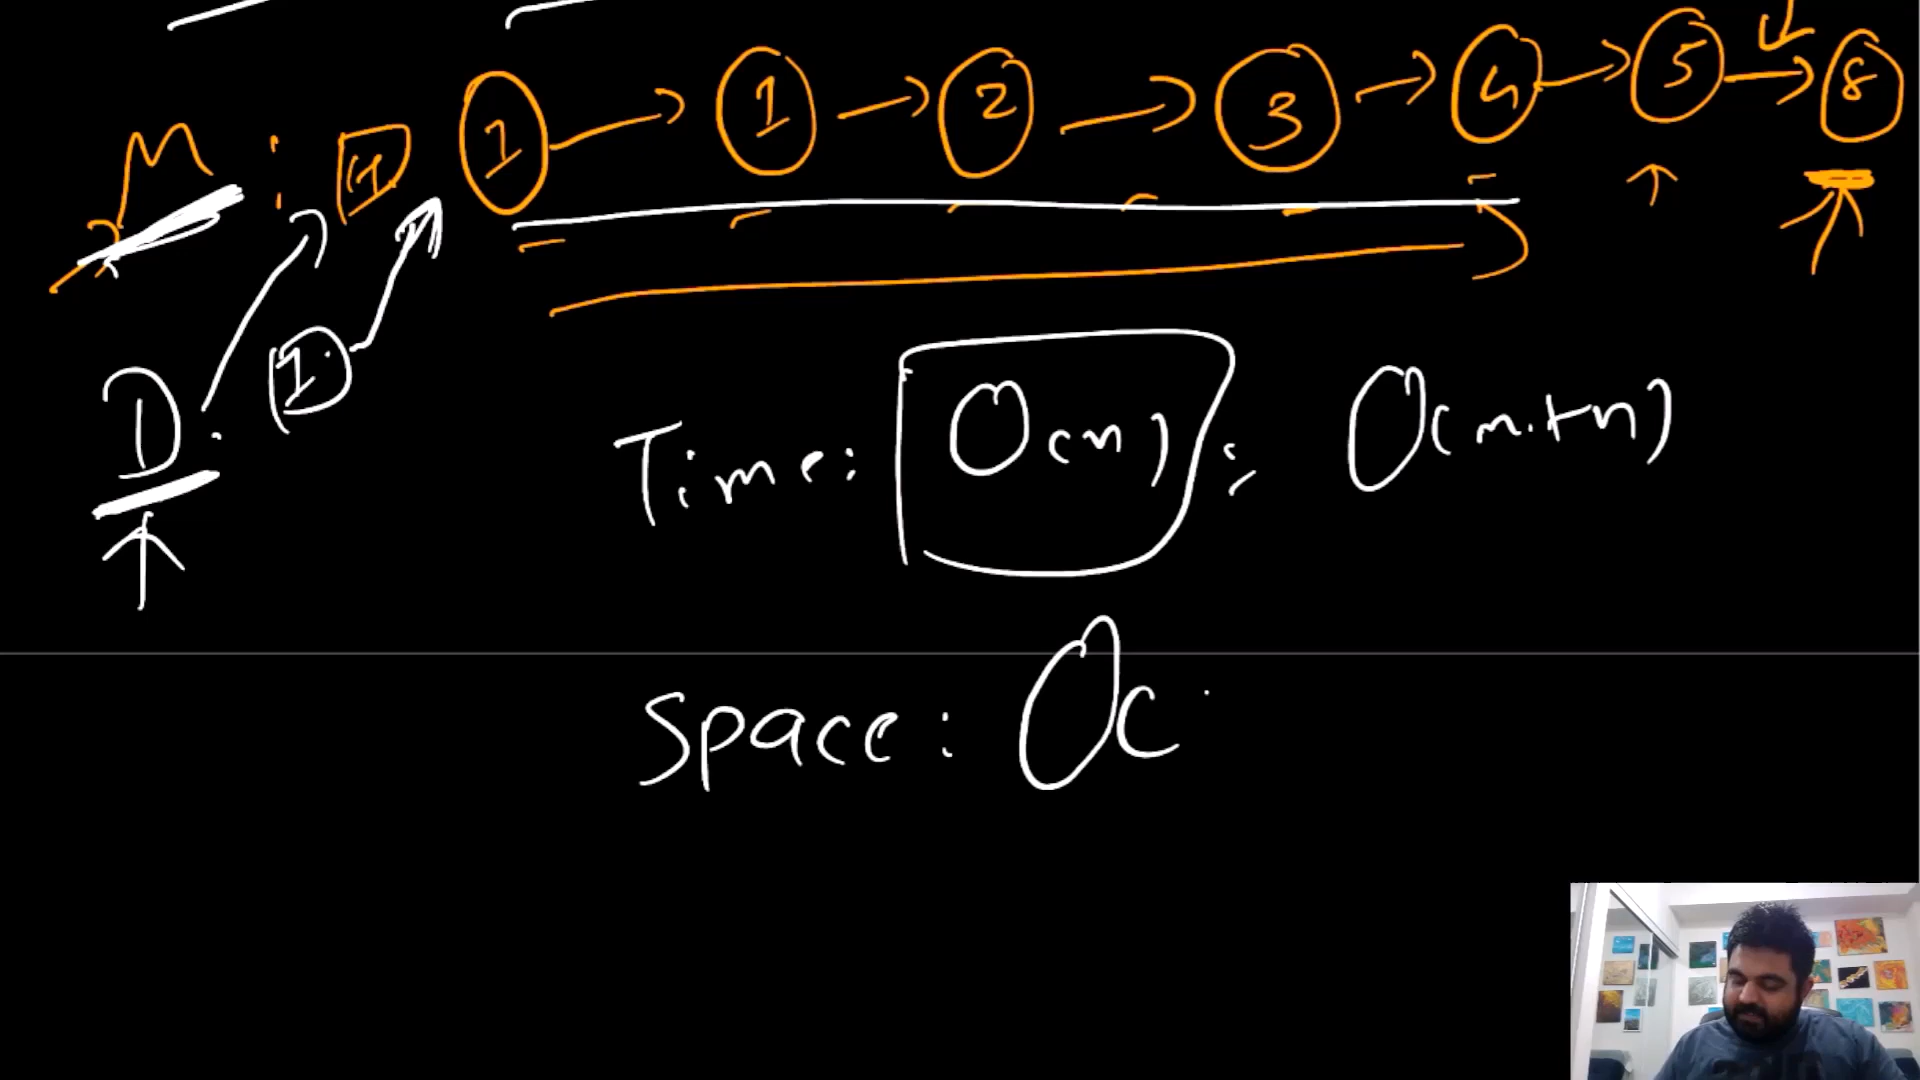 M : 1 1 → 1 → 2 → 3 → 4 → 5 → 8
D : 1
Time: O(n) : O(m+n)
Space: O(